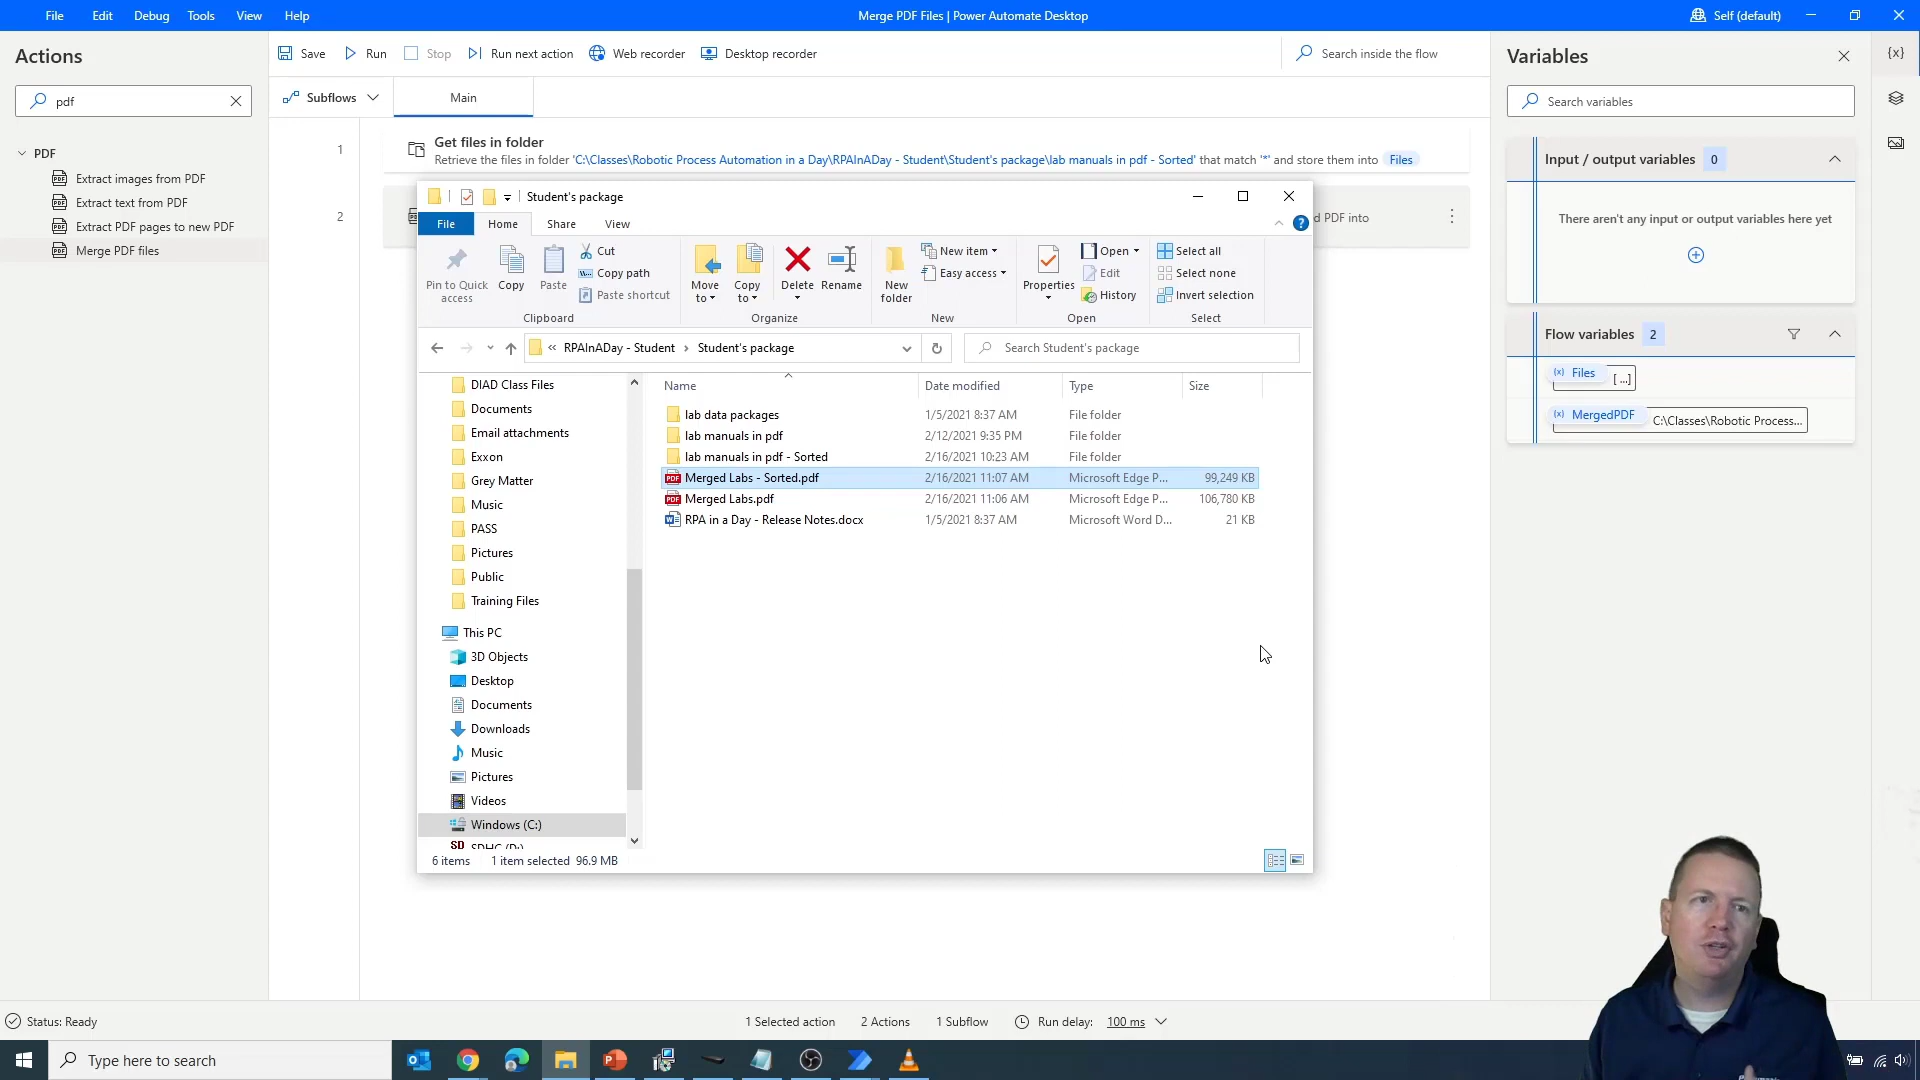 File Edit Debug Tools View Help
Merge PDF Files | Power Automate Desktop
Self (default)
Actions
pdf
PDF
Extract images from PDF
Extract text from PDF
Extract PDF pages to new PDF
Merge PDF files
Save Run Stop Run next action Web recorder Desktop recorder
Search inside the flow
Subflows Main
1
Get files in folder
Retrieve the files in folder 'C:\Classes\Robotic Process Automation in a Day\RPAInADay - Student\Student's package\lab manuals in pdf - Sorted' that match '*' and store them into Files
2
d PDF into
Student's package
File Home Share View
Pin to Quick access
Copy
Paste
Cut
Copy path
Paste shortcut
Clipboard
Move to
Copy to
Delete
Rename
Organize
New folder
New item
Easy access
New
Properties
Open
Edit
History
Open
Select all
Select none
Invert selection
Select
« RPAInADay - Student › Student's package
Search Student's package
DIAD Class Files
Documents
Email attachments
Exxon
Grey Matter
Music
PASS
Pictures
Public
Training Files
This PC
3D Objects
Desktop
Documents
Downloads
Music
Pictures
Videos
Windows (C:)
SDHC (D:)
Name Date modified Type Size
lab data packages 1/5/2021 8:37 AM File folder
lab manuals in pdf 2/12/2021 9:35 PM File folder
lab manuals in pdf - Sorted 2/16/2021 10:23 AM File folder
Merged Labs - Sorted.pdf 2/16/2021 11:07 AM Microsoft Edge P... 99,249 KB
Merged Labs.pdf 2/16/2021 11:06 AM Microsoft Edge P... 106,780 KB
RPA in a Day - Release Notes.docx 1/5/2021 8:37 AM Microsoft Word D... 21 KB
6 items 1 item selected 96.9 MB
Variables
{x}
Search variables
Input / output variables 0
There aren't any input or output variables here yet
Flow variables 2
(x) Files [ ...]
(x) MergedPDF C:\Classes\Robotic Process...
Status: Ready
1 Selected action 2 Actions 1 Subflow Run delay: 100 ms
Type here to search